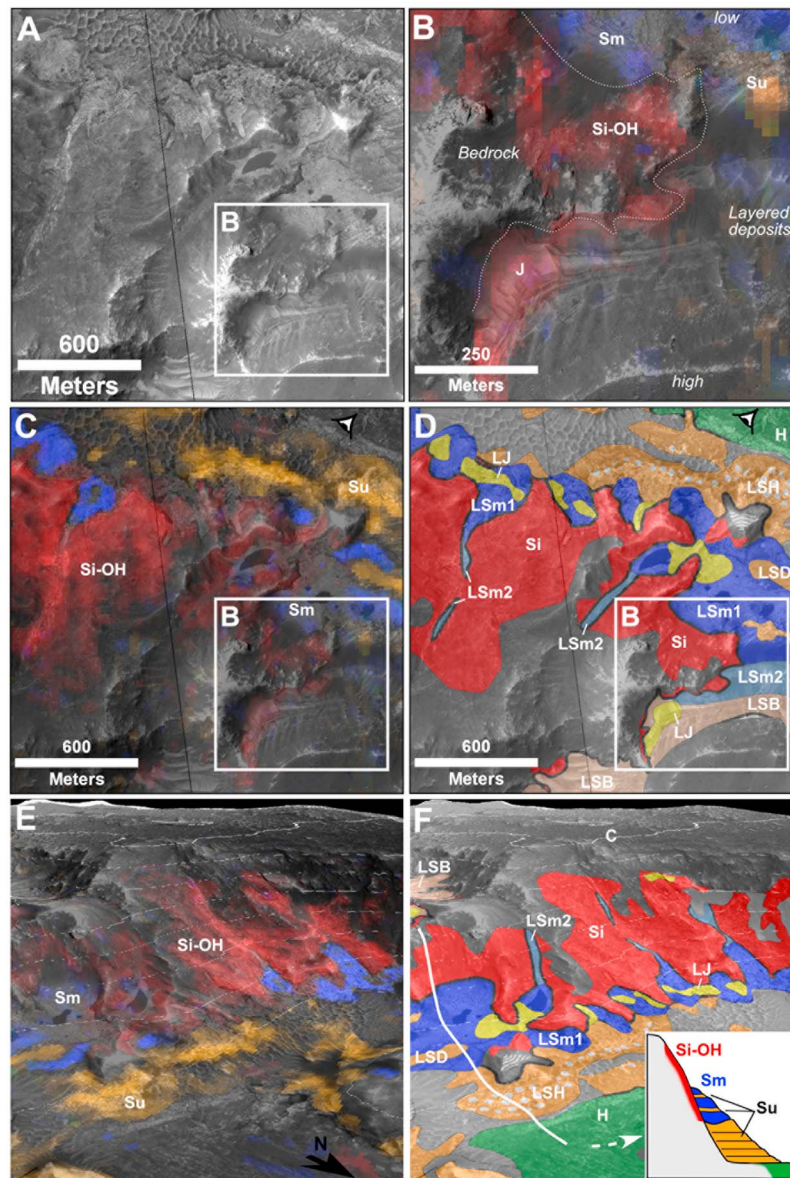 A
B
600
Meters
B
Sm
low
Su
Si-OH
Bedrock
Layered
deposits
J
250
Meters
high
C
Su
Si-OH
Sm
B
600
Meters
D
H
LJ
LSH
LSm1
Si
LSD
LSm2
B
LSm1
LSm2
Si
LSm2
LSB
LJ
600
Meters
LSB
E
Si-OH
Sm
Su
N
F
C
LSB
LSm2
Si
LJ
LSm1
LSD
LSH
H
Si-OH
Sm
Su